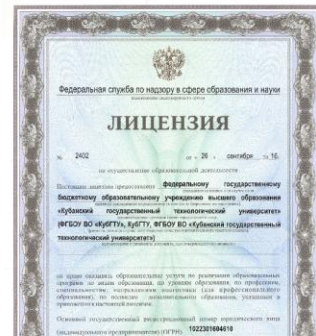 Федеральная служба по надзору в сфере образования и науки
ЛИЦЕНЗИЯ
№ 2402 от « 26 » сентября 20 16
на осуществление образовательной деятельности
Настоящая лицензия предоставлена федеральному государственному
бюджетному образовательному учреждению высшего образования
«Кубанский государственный технологический университет»
(ФГБОУ ВО «КубГТУ», КубГТУ, ФГБОУ ВО «Кубанский государственный
технологический университет»)
на право оказывать образовательные услуги по реализации образовательных
программ по видам образования, по уровням образования, по профессиям,
специальностям, направлениям подготовки (для профессионального
образования), по подвидам дополнительного образования, указанным в
приложении к настоящей лицензии.
Основной государственный регистрационный номер юридического лица
(индивидуального предпринимателя) (ОГРН) 1022301604610